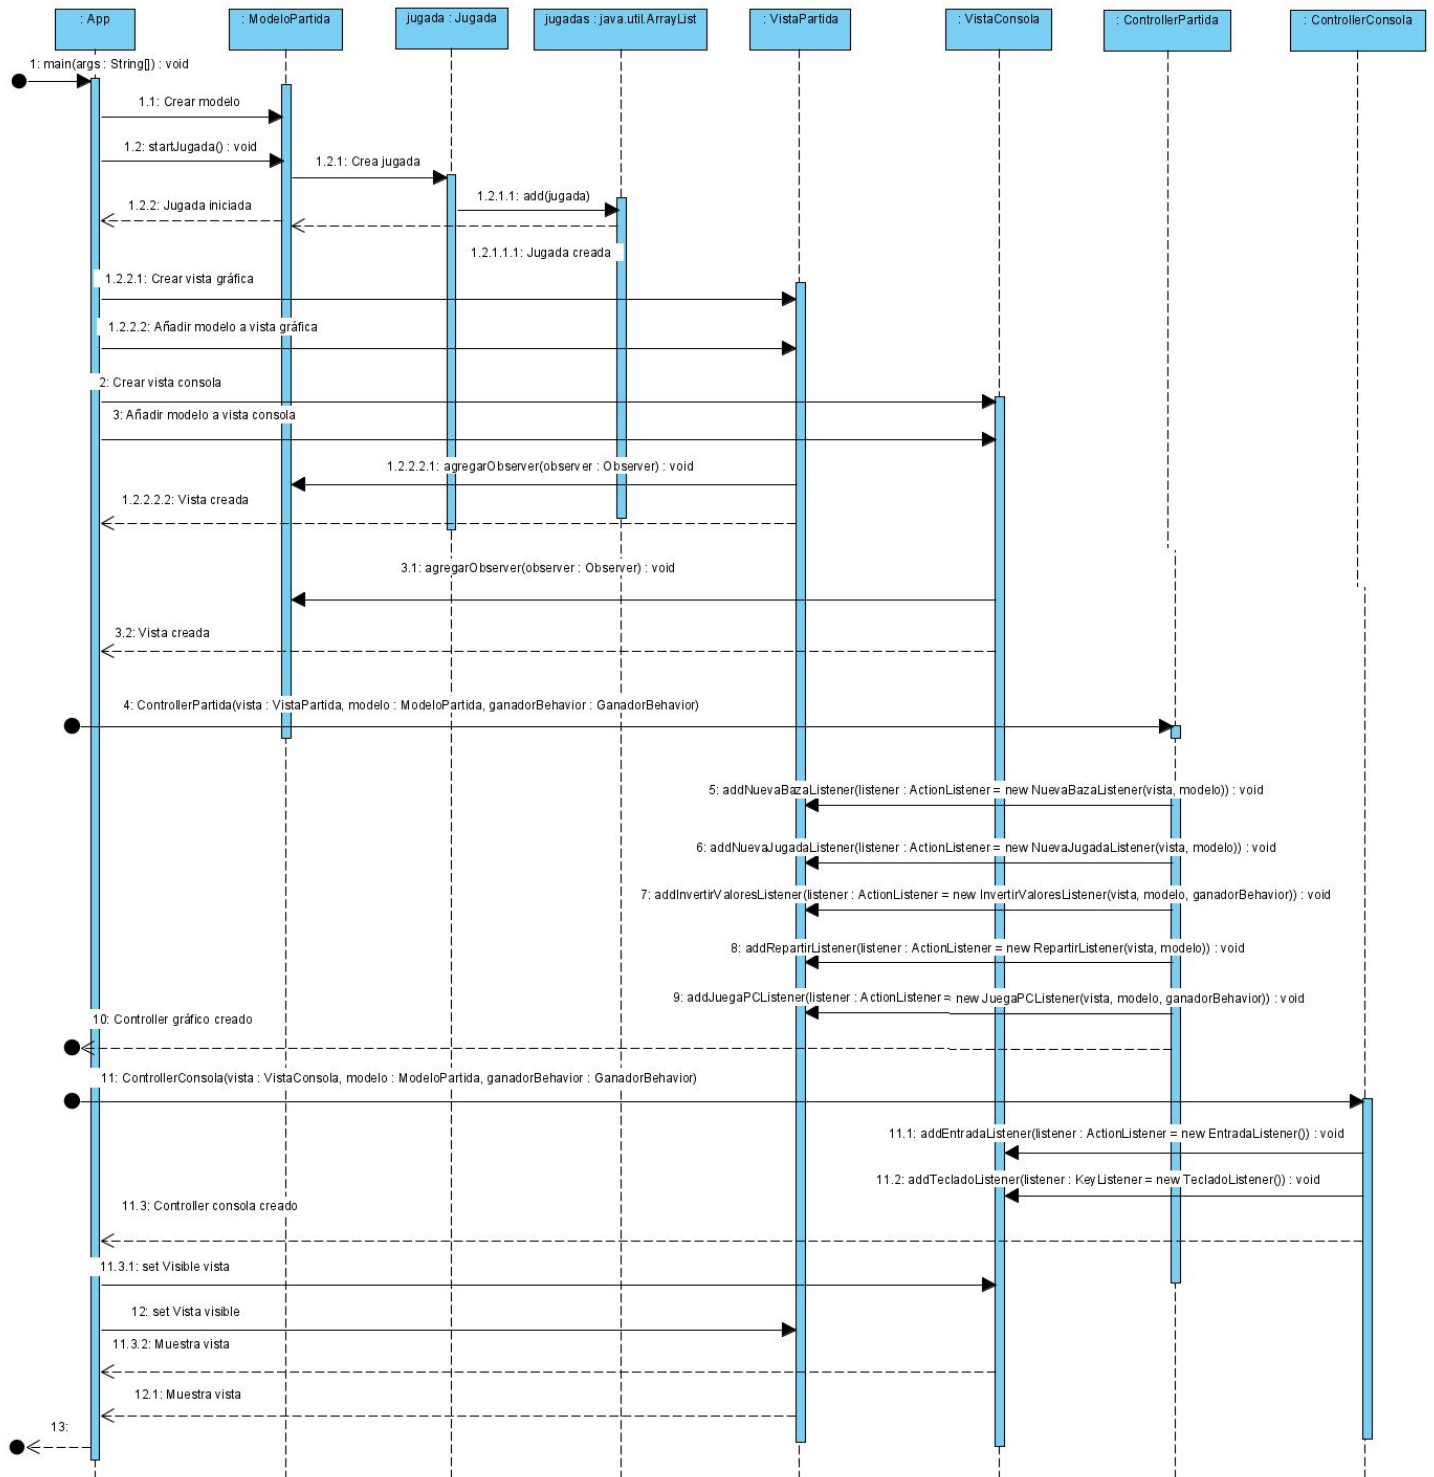 : App
: ModeloPartida
jugada : Jugada
jugadas : java.util.ArrayList
: VistaPartida
: VistaConsola
: ControllerPartida
: ControllerConsola
1: main(args : String[]) : void
1.1: Crear modelo
1.2: startJugada() : void
1.2.1: Crea jugada
1.2.1.1: add(jugada)
1.2.2: Jugada iniciada
1.2.1.1.1: Jugada creada
1.2.2.1: Crear vista gráfica
1.2.2.2: Añadir modelo a vista gráfica
2: Crear vista consola
3: Añadir modelo a vista consola
1.2.2.2.1: agregarObserver(observer : Observer) : void
1.2.2.2.2: Vista creada
3.1: agregarObserver(observer : Observer) : void
3.2: Vista creada
4: ControllerPartida(vista : VistaPartida, modelo : ModeloPartida, ganadorBehavior : GanadorBehavior)
5: addNuevaBazaListener(listener : ActionListener = new NuevaBazaListener(vista, modelo)) : void
6: addNuevaJugadaListener(listener : ActionListener = new NuevaJugadaListener(vista, modelo)) : void
7: addInvertirValoresListener(listener : ActionListener = new InvertirValoresListener(vista, modelo, ganadorBehavior)) : void
8: addRepartirListener(listener : ActionListener = new RepartirListener(vista, modelo)) : void
9: addJuegaPCListener(listener : ActionListener = new JuegaPCListener(vista, modelo, ganadorBehavior)) : void
10: Controller gráfico creado
11: ControllerConsola(vista : VistaConsola, modelo : ModeloPartida, ganadorBehavior : GanadorBehavior)
11.1: addEntradaListener(listener : ActionListener = new EntradaListener()) : void
11.2: addTecladoListener(listener : KeyListener = new TecladoListener()) : void
11.3: Controller consola creado
11.3.1: set Visible vista
12: set Vista visible
11.3.2: Muestra vista
12.1: Muestra vista
13: